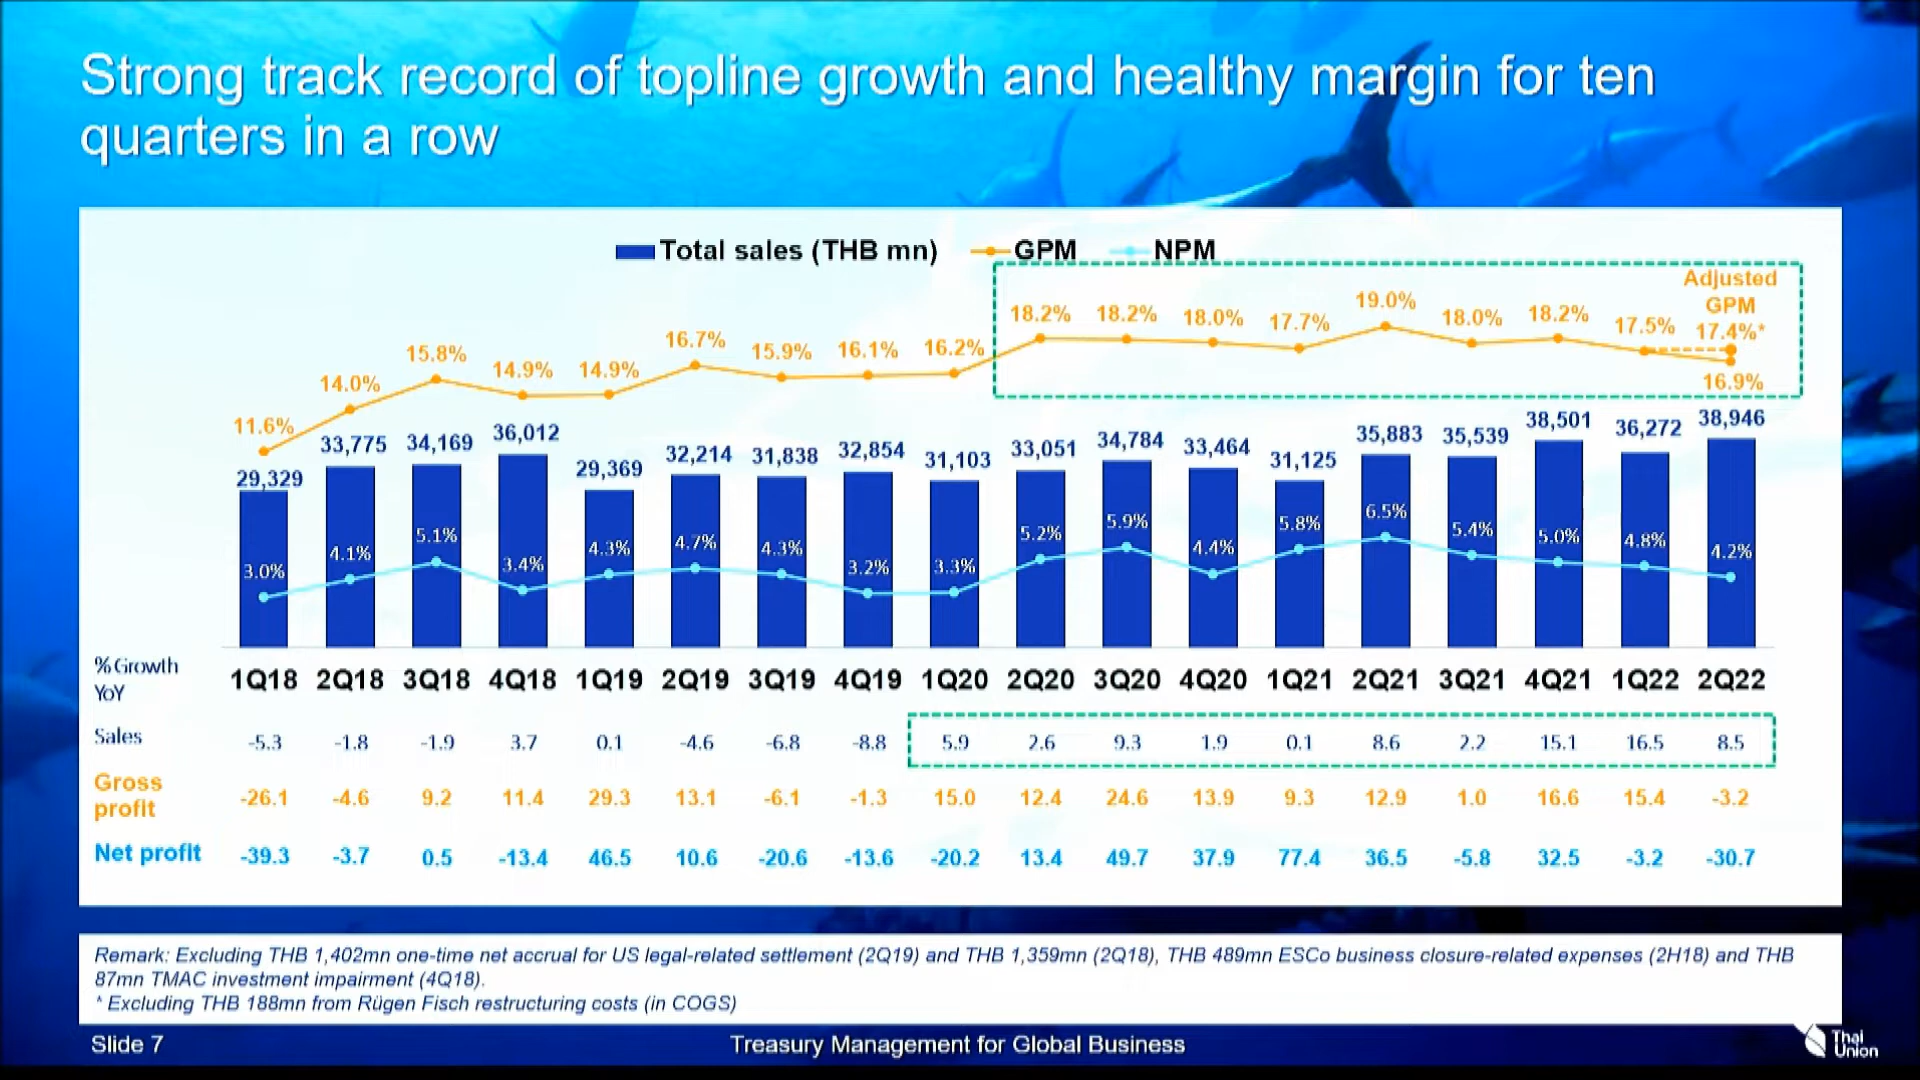 Strong track record of topline growth and healthy margin for ten
quarters in a row
Total sales (THB mn) GPM NPM
Adjusted
GPM
17.4%*
11.6% 14.0% 15.8% 14.9% 14.9% 16.7% 15.9% 16.1% 16.2% 18.2% 18.2% 18.0% 17.7% 19.0% 18.0% 18.2% 17.5% 16.9%
29,329 33,775 34,169 36,012 29,369 32,214 31,838 32,854 31,103 33,051 34,784 33,464 31,125 35,883 35,539 38,501 36,272 38,946
3.0% 4.1% 5.1% 3.4% 4.3% 4.7% 4.3% 3.2% 3.3% 5.2% 5.9% 4.4% 5.8% 6.5% 5.4% 5.0% 4.8% 4.2%
% Growth
YoY
1Q18 2Q18 3Q18 4Q18 1Q19 2Q19 3Q19 4Q19 1Q20 2Q20 3Q20 4Q20 1Q21 2Q21 3Q21 4Q21 1Q22 2Q22
Sales -5.3 -1.8 -1.9 3.7 0.1 -4.6 -6.8 -8.8 5.9 2.6 9.3 1.9 0.1 8.6 2.2 15.1 16.5 8.5
Gross
profit -26.1 -4.6 9.2 11.4 29.3 13.1 -6.1 -1.3 15.0 12.4 24.6 13.9 9.3 12.9 1.0 16.6 15.4 -3.2
Net profit -39.3 -3.7 0.5 -13.4 46.5 10.6 -20.6 -13.6 -20.2 13.4 49.7 37.9 77.4 36.5 -5.8 32.5 -3.2 -30.7
Remark: Excluding THB 1,402mn one-time net accrual for US legal-related settlement (2Q19) and THB 1,359mn (2Q18), THB 489mn ESCo business closure-related expenses (2H18) and THB
87mn TMAC investment impairment (4Q18).
* Excluding THB 188mn from Rügen Fisch restructuring costs (in COGS)
Slide 7
Treasury Management for Global Business
Thai
Union